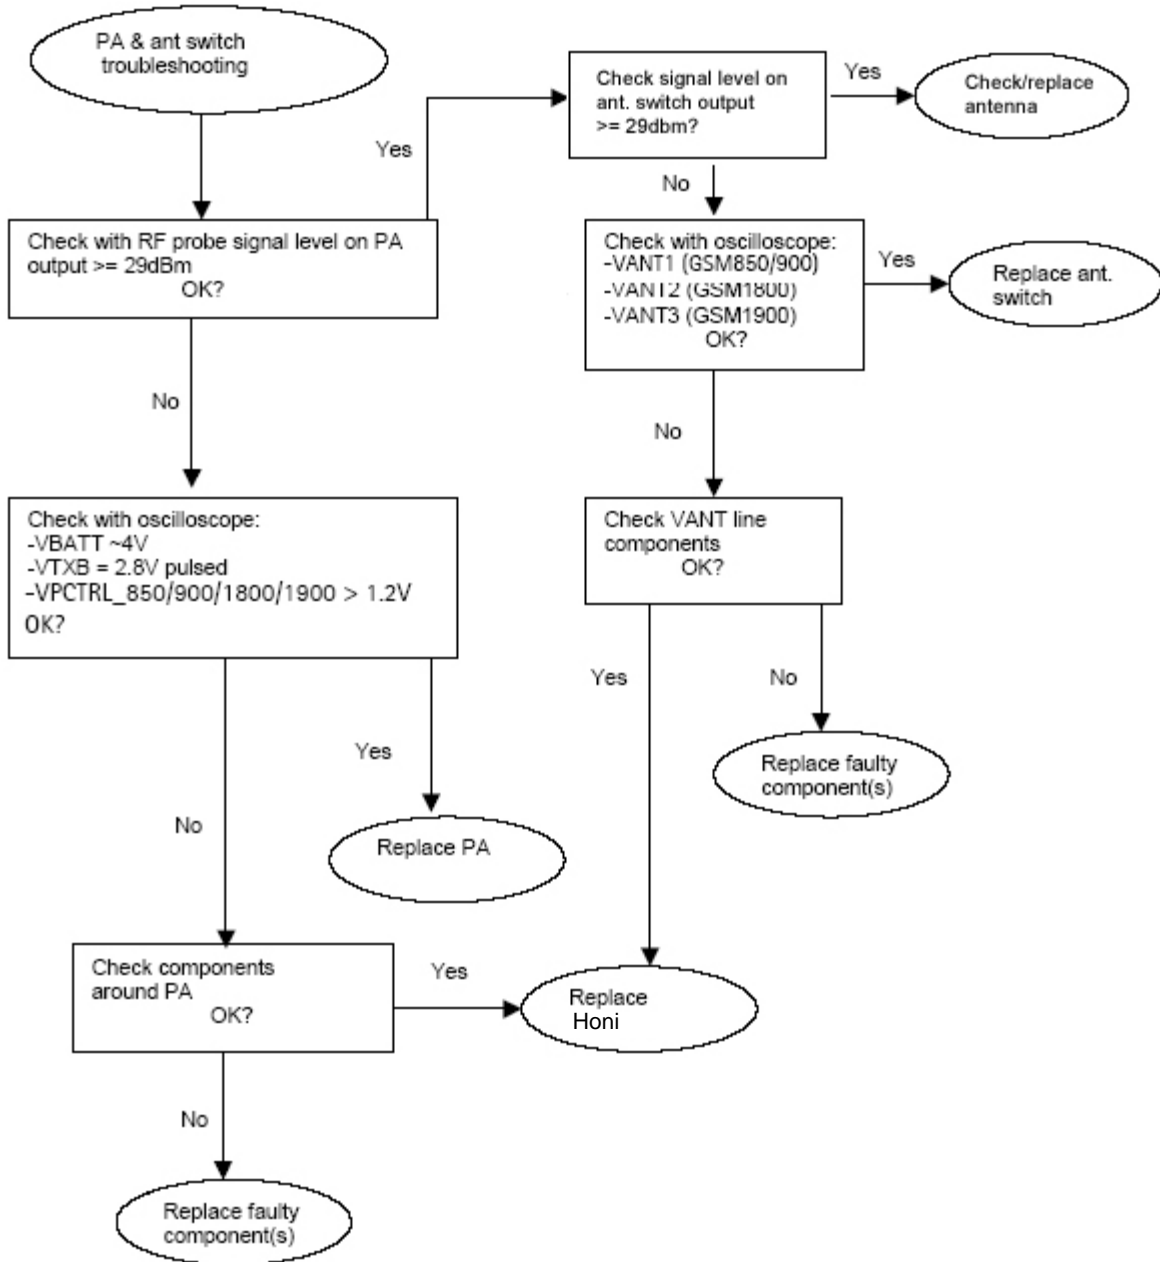 PA & ant switch
troubleshooting
Check signal level on
ant. switch output
>= 29dbm?
Yes
Check/replace
antenna
Yes
No
Check with RF probe signal level on PA
output >= 29dBm
OK?
Check with oscilloscope:
-VANT1 (GSM850/900)
-VANT2 (GSM1800)
-VANT3 (GSM1900)
OK?
Yes
Replace ant.
switch
No
No
Check with oscilloscope:
-VBATT ~4V
-VTXB = 2.8V pulsed
-VPCTRL_850/900/1800/1900 > 1.2V
OK?
Check VANT line
components
OK?
Yes
No
Yes
Replace faulty
component(s)
No
Replace PA
Check components
around PA
OK?
Yes
Replace
Honi
No
Replace faulty
component(s)